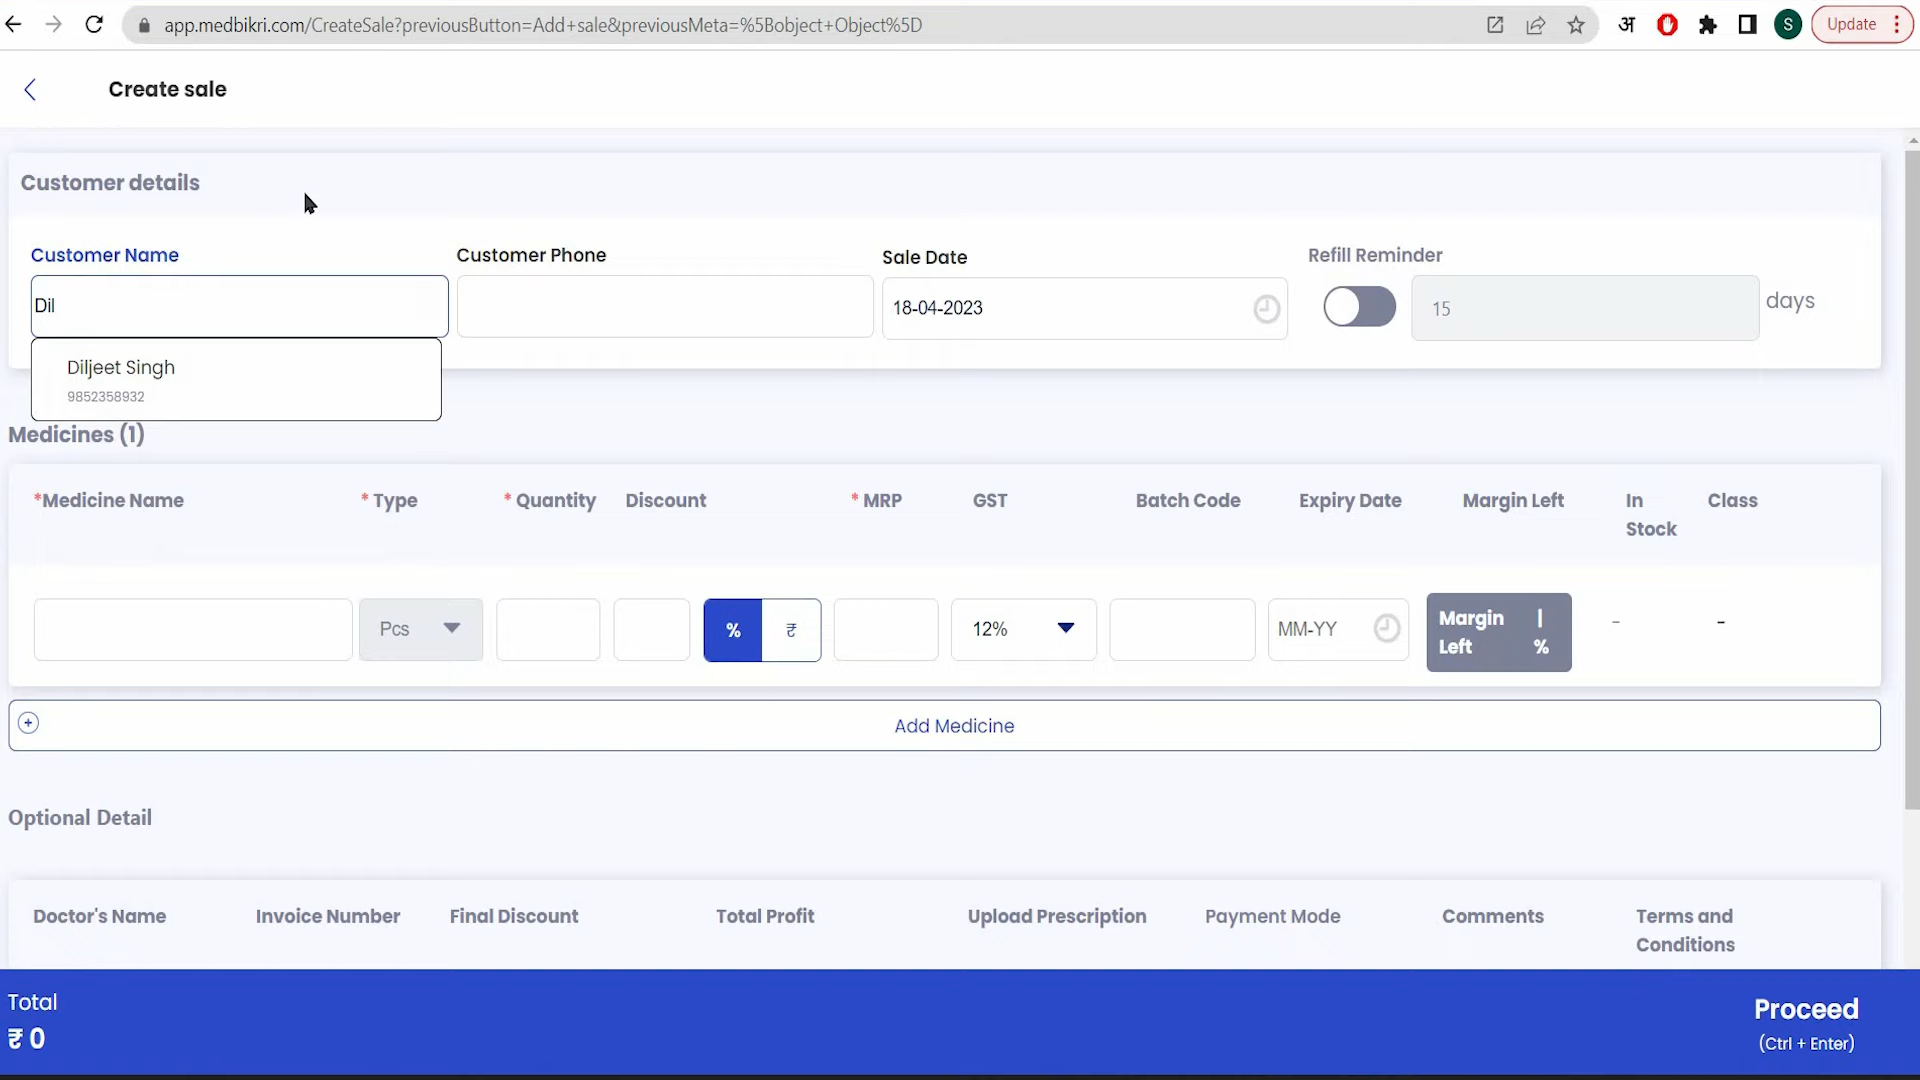 app.medbikri.com/CreateSale?previousButton=Add+sale&previousMeta=%5Bobject+Object%5D
अ
S
Update
Create sale
Customer details
Customer Name
Customer Phone
Sale Date
Refill Reminder
Dil
18-04-2023
15
days
Diljeet Singh
9852358932
Medicines (1)
*Medicine Name
* Type
* Quantity
Discount
* MRP
GST
Batch Code
Expiry Date
Margin Left
In Stock
Class
Pcs
%
₹
12%
MM-YY
Margin Left | %
-
-
Add Medicine
Optional Detail
Doctor's Name
Invoice Number
Final Discount
Total Profit
Upload Prescription
Payment Mode
Comments
Terms and Conditions
Total
₹ 0
Proceed
(Ctrl + Enter)